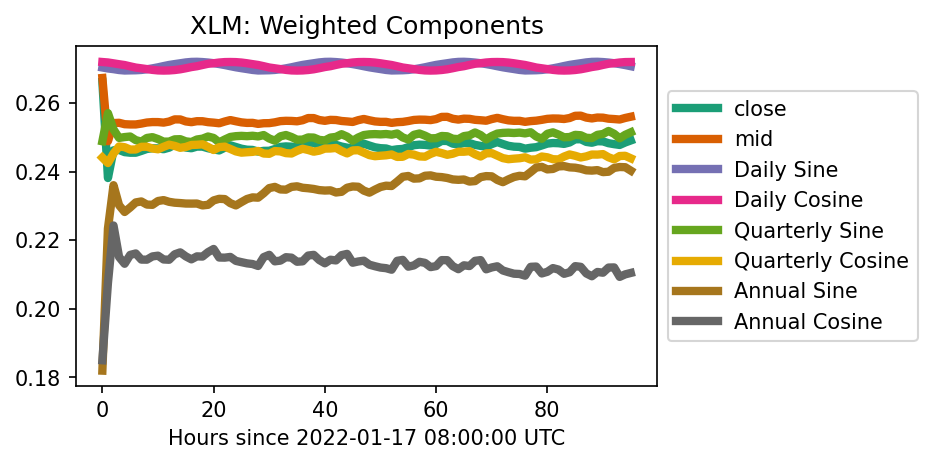 XLM: Weighted Components
0.26
0.24
0.22
0.20
0.18
0
20
40
60
80
Hours since 2022-01-17 08:00:00 UTC
close
mid
Daily Sine
Daily Cosine
Quarterly Sine
Quarterly Cosine
Annual Sine
Annual Cosine